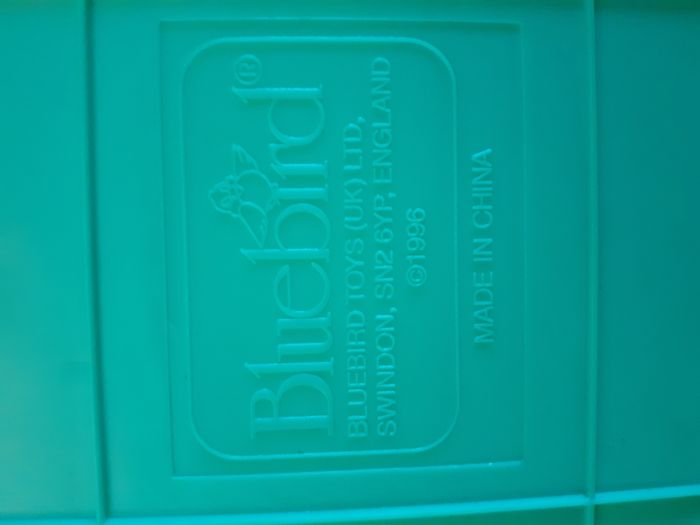 Bluebird®
BLUEBIRD TOYS (UK) LTD,
SWINDON, SN2 6YP, ENGLAND
©1996
MADE IN CHINA